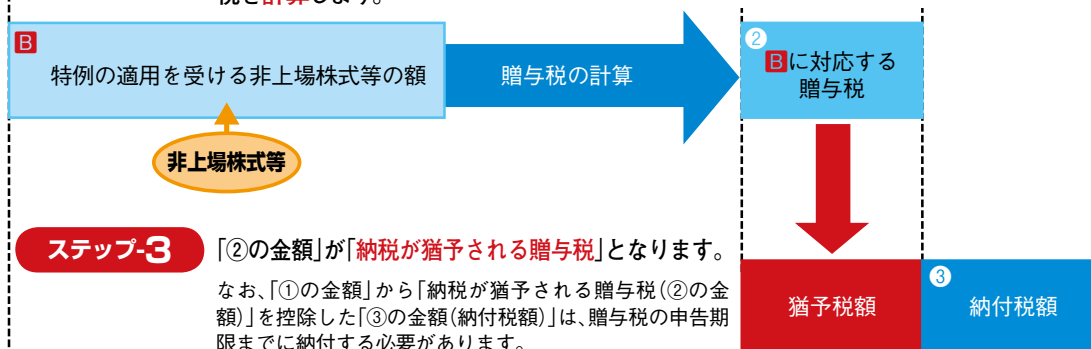 税を計算します。
B
特例の適用を受ける非上場株式等の額
贈与税の計算
②
Bに対応する
贈与税
非上場株式等
ステップ-3
「②の金額」が「納税が猶予される贈与税」となります。
なお、「①の金額」から「納税が猶予される贈与税(②の金
額)」を控除した「③の金額(納付税額)」は、贈与税の申告期
限までに納付する必要があります。
猶予税額
③
納付税額